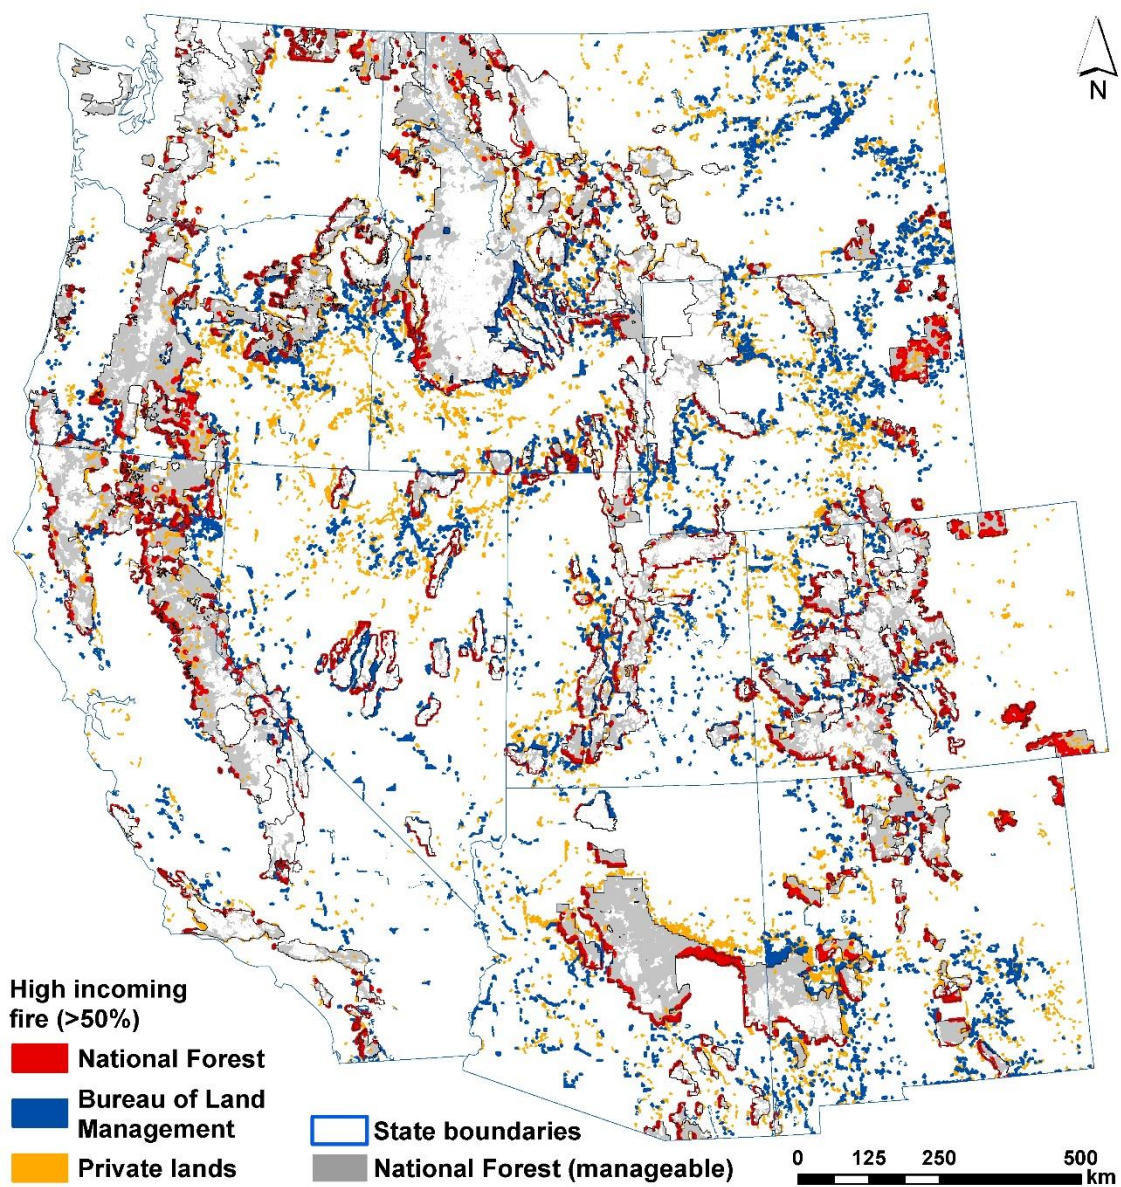 N
High incoming
fire (>50%)
National Forest
Bureau of Land
Management
Private lands
State boundaries
National Forest (manageable)
0 125 250 500
km